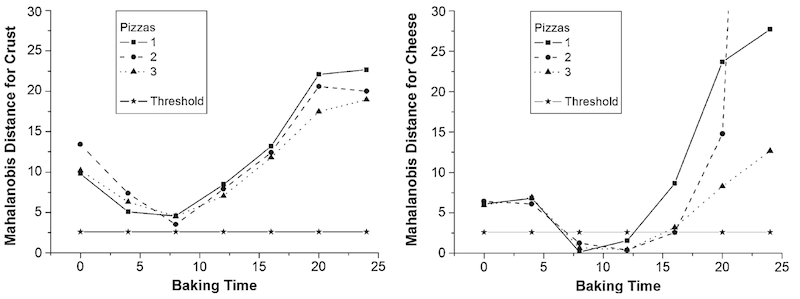 Mahalanobis Distance for Crust
30
25
20
15
10
5
0
Pizzas
1
2
3
Threshold
0 5 10 15 20 25
Baking Time
Mahalanobis Distance for Cheese
30
25
20
15
10
5
0
Pizzas
1
2
3
Threshold
0 5 10 15 20 25
Baking Time